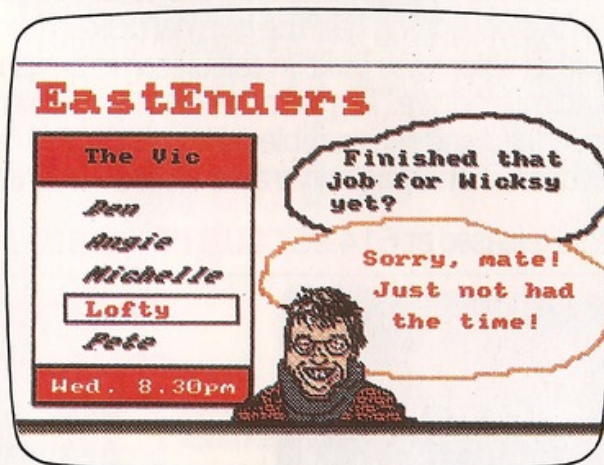 EastEnders
The Vic
Den
Angie
Michelle
Lofty
Pete
Wed. 8.30pm
Finished that
job for Wicksy
yet?
Sorry, mate!
Just not had
the time!